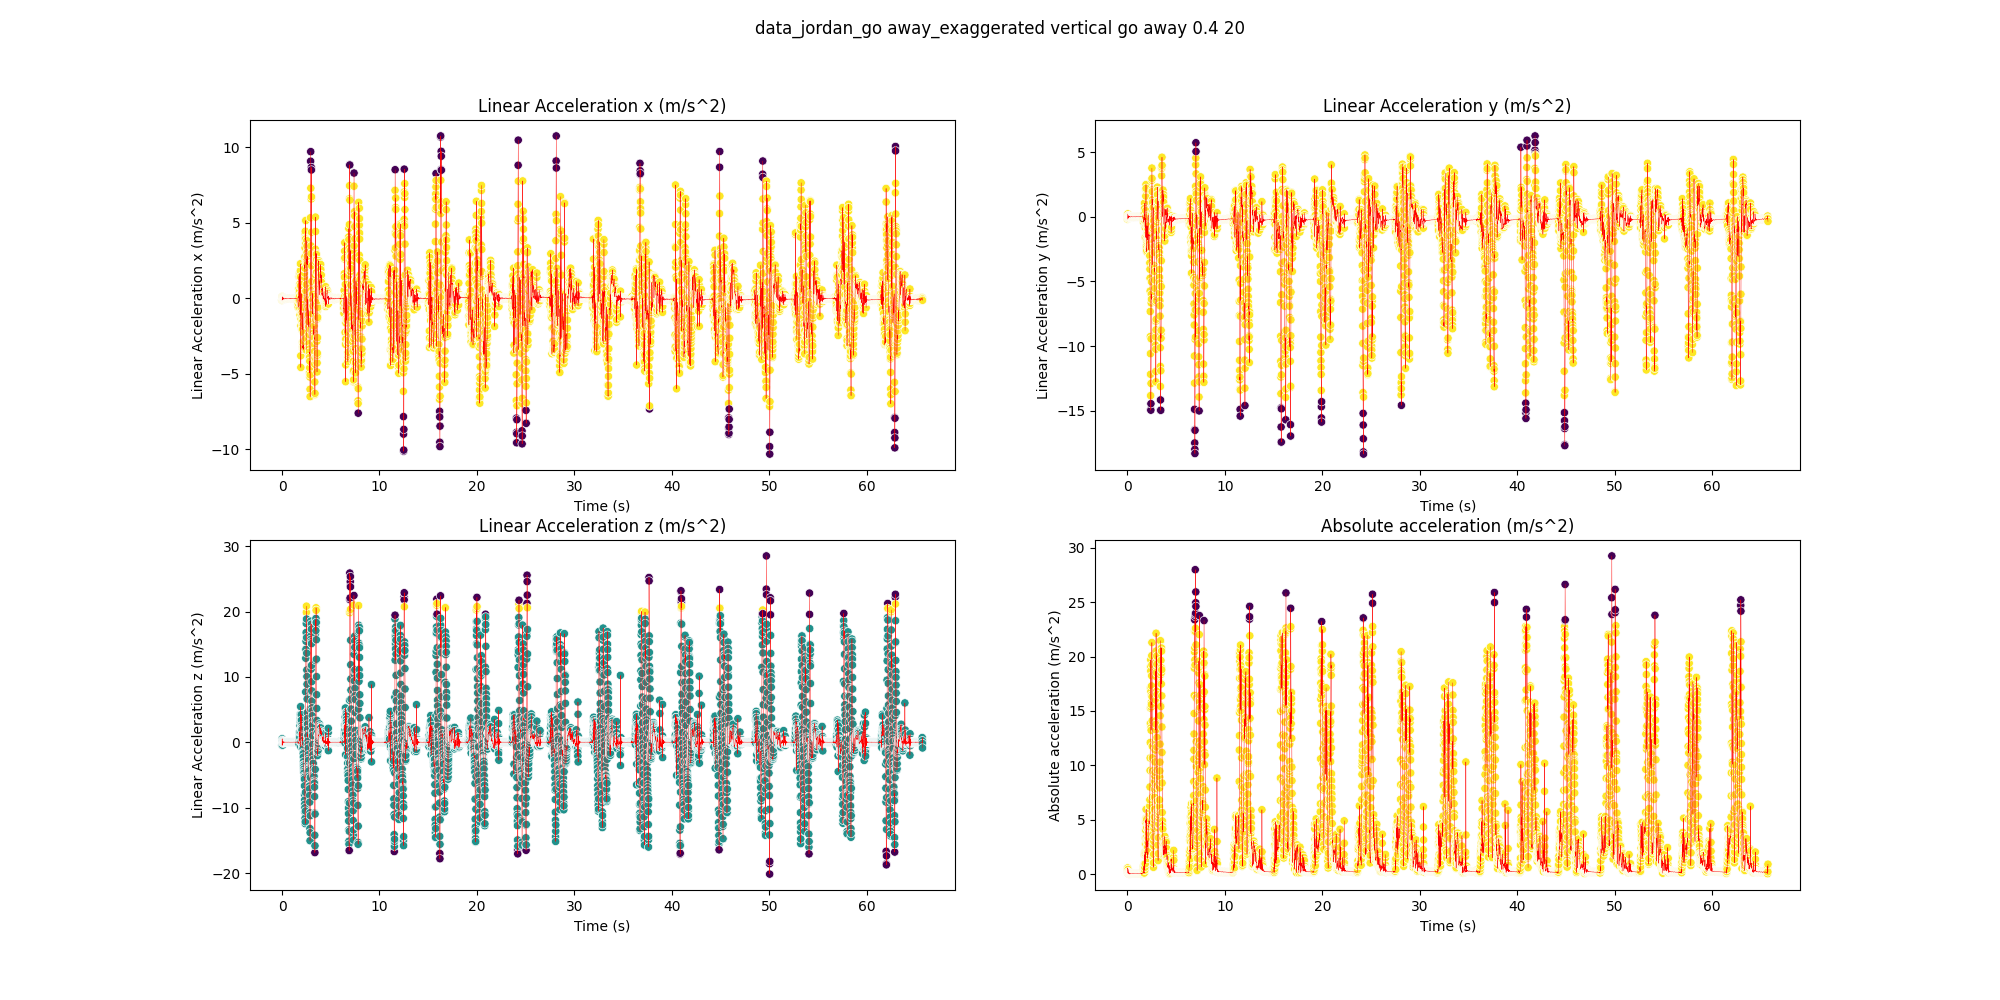 data_jordan_go away_exaggerated vertical go away 0.4 20
Linear Acceleration x (m/s^2)
Linear Acceleration x (m/s^2)
10
5
0
−5
−10
0 10 20 30 40 50 60
Time (s)
Linear Acceleration y (m/s^2)
Linear Acceleration y (m/s^2)
5
0
−5
−10
−15
0 10 20 30 40 50 60
Time (s)
Linear Acceleration z (m/s^2)
Linear Acceleration z (m/s^2)
30
20
10
0
−10
−20
0 10 20 30 40 50 60
Time (s)
Absolute acceleration (m/s^2)
Absolute acceleration (m/s^2)
30
25
20
15
10
5
0
0 10 20 30 40 50 60
Time (s)